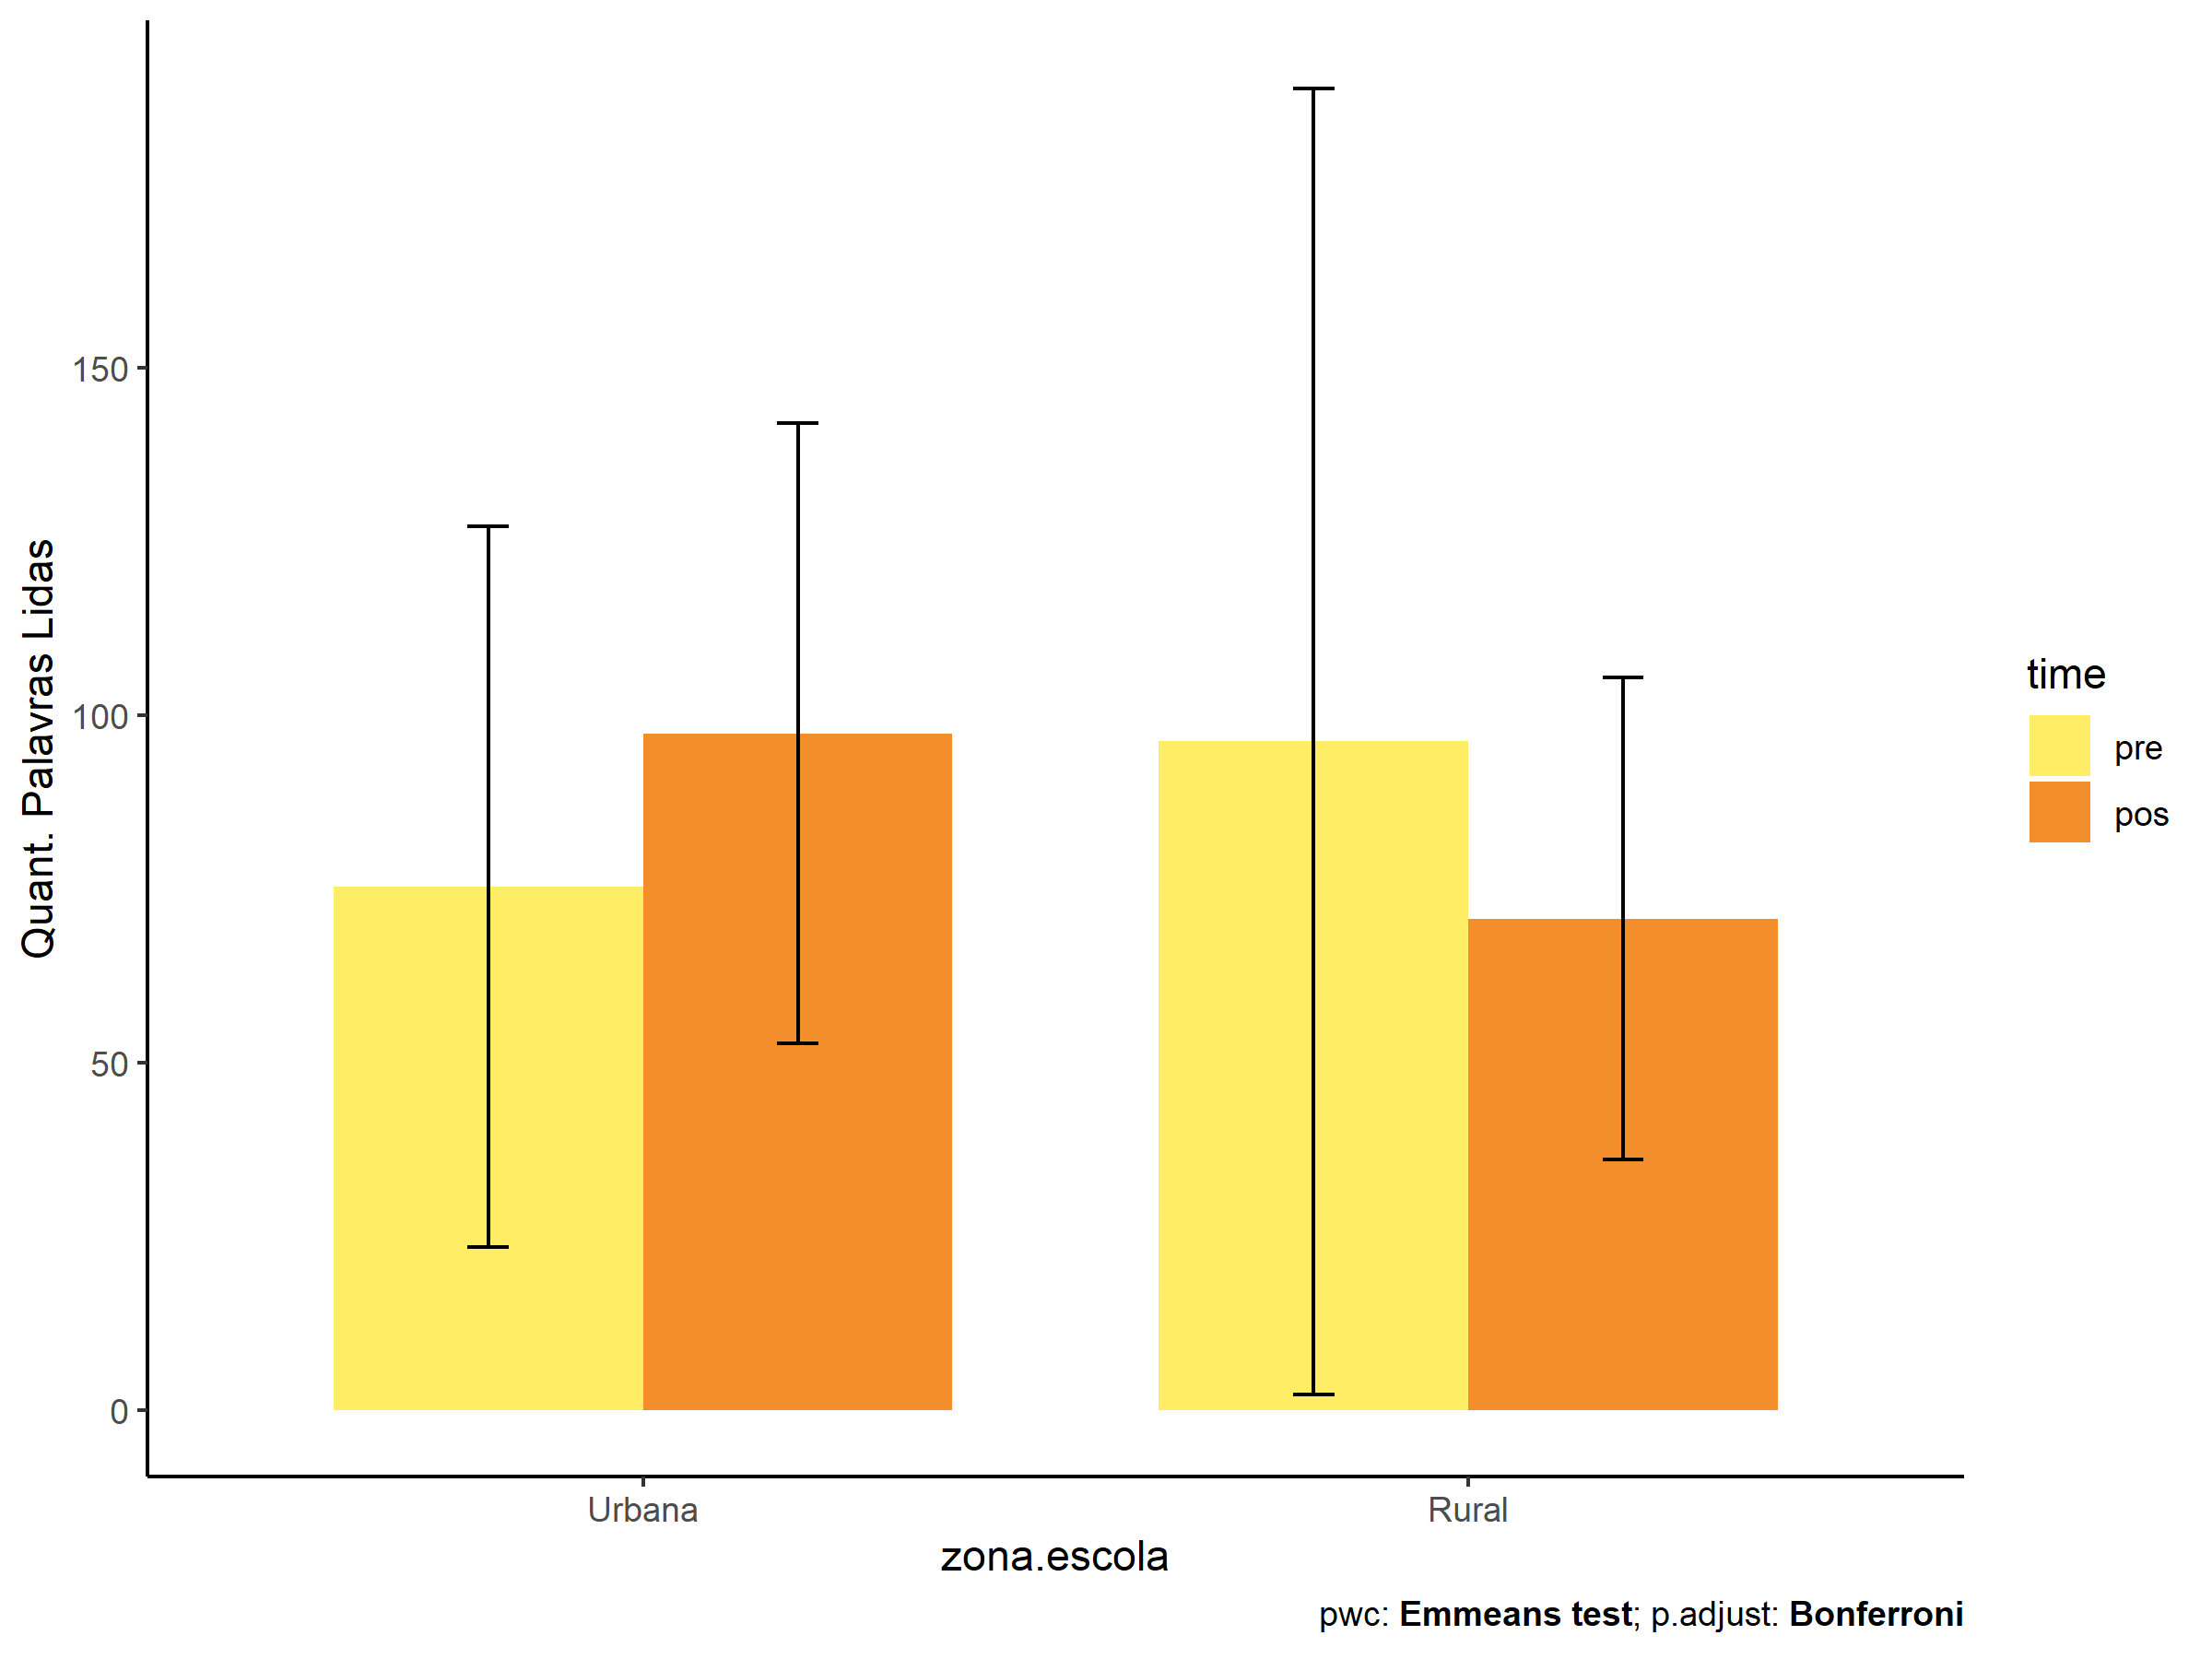 Quant. Palavras Lidas
150
100
50
0
Urbana
Rural
zona.escola
time
pre
pos
pwc: Emmeans test; p.adjust: Bonferroni